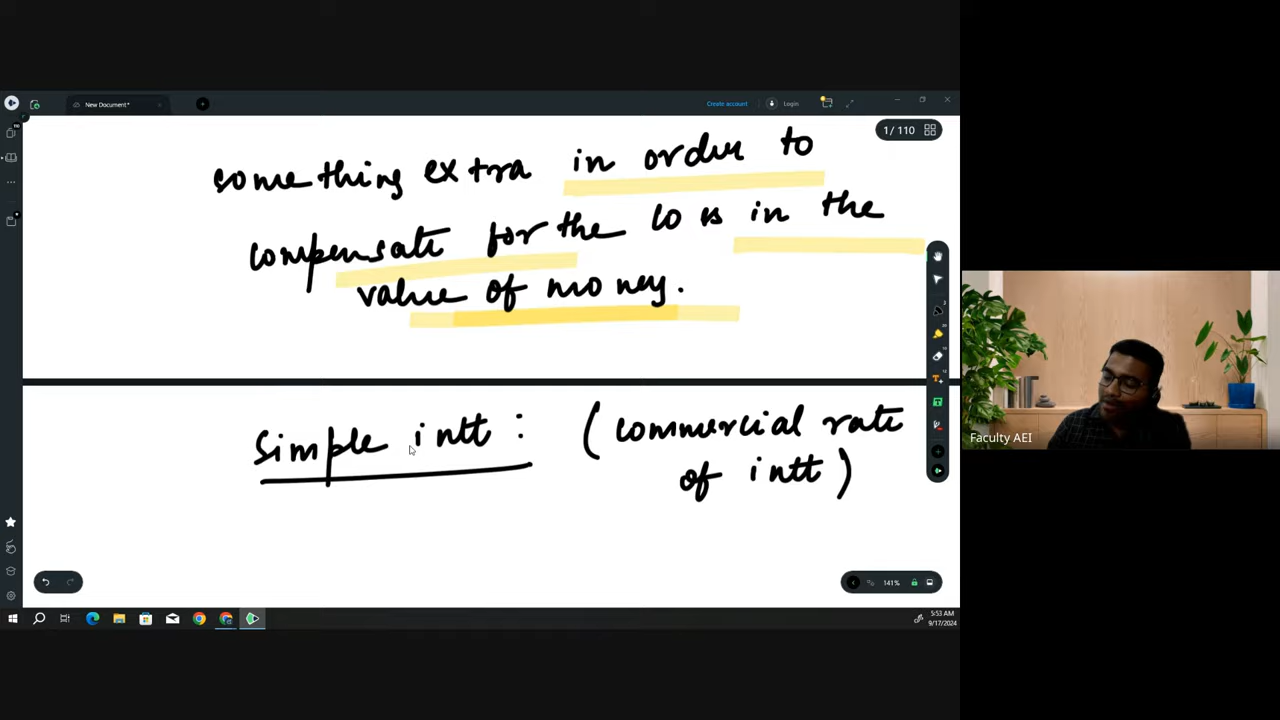 New Document*
Create account
Login
1 / 110
something extra in order to
compensate for the loss in the
value of money.
simple intt : (commercial rate
of intt)
Faculty AEI
141%
5:53 AM
9/17/2024